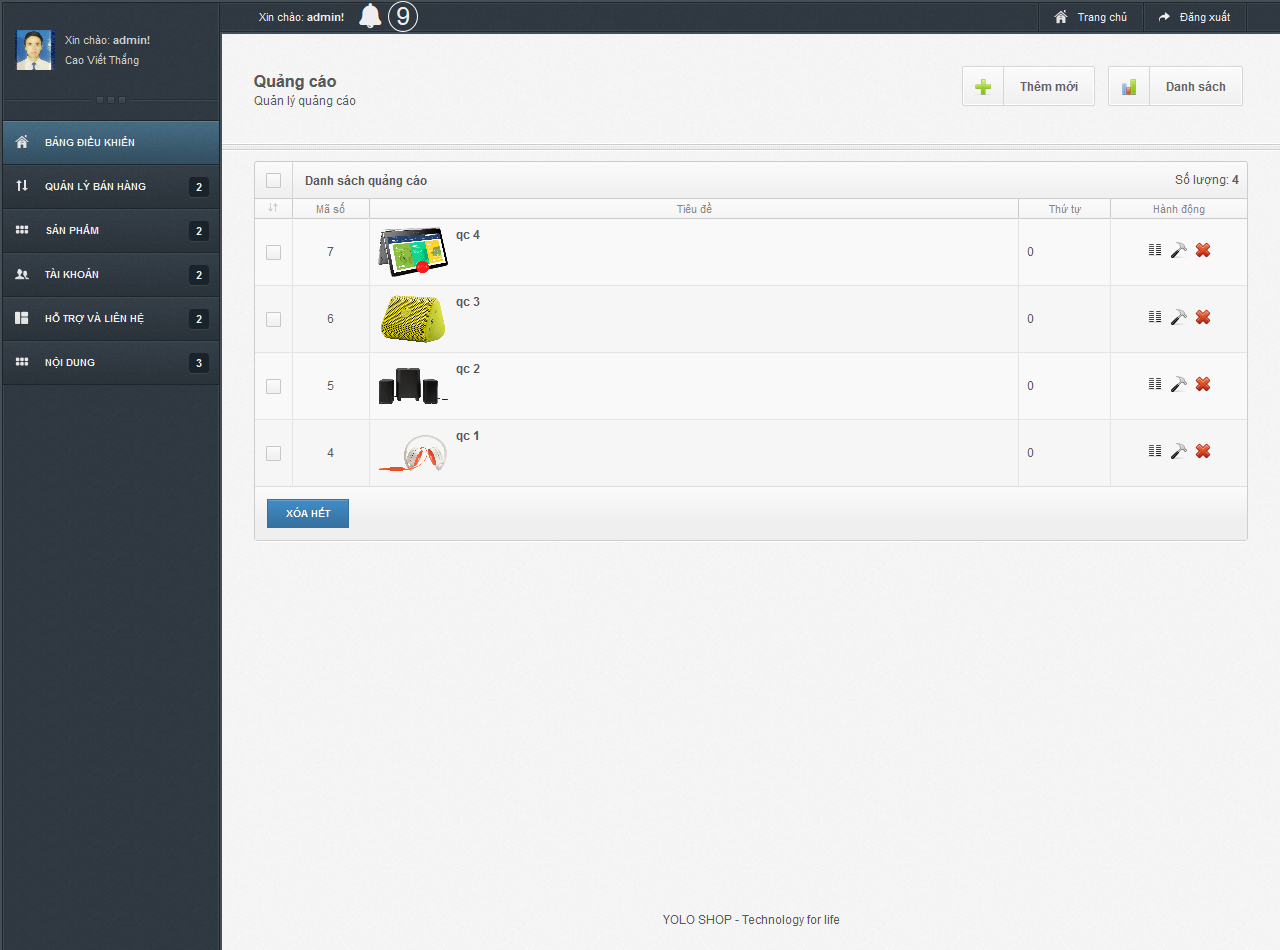 Xin chào: admin!
Cao Viết Thắng
BẢNG ĐIỀU KHIỂN
QUẢN LÝ BÁN HÀNG 2
SẢN PHẨM 2
TÀI KHOẢN 2
HỖ TRỢ VÀ LIÊN HỆ 2
NỘI DUNG 3
Xin chào: admin! 9 Trang chủ Đăng xuất
Quảng cáo
Quản lý quảng cáo
Thêm mới Danh sách
Danh sách quảng cáo Số lượng: 4
Mã số Tiêu đề Thứ tự Hành động
7 qc 4 0
6 qc 3 0
5 qc 2 0
4 qc 1 0
XÓA HẾT
YOLO SHOP - Technology for life